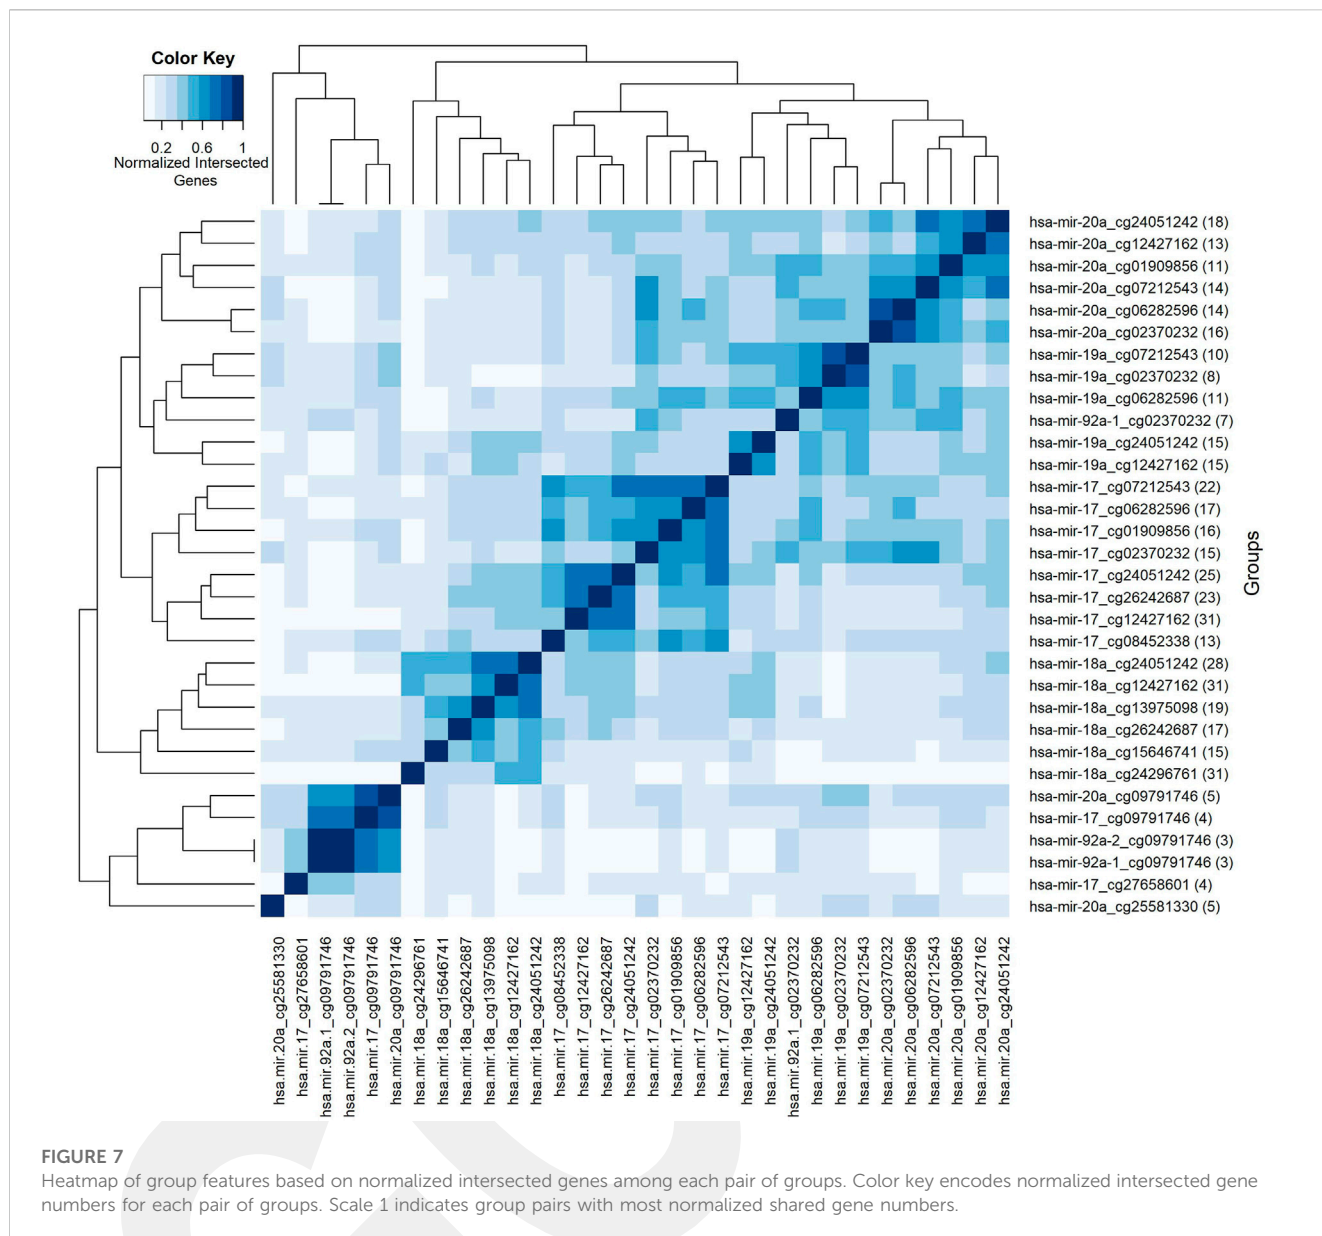 Color Key
0.2 0.6 1
Normalized Intersected
Genes
hsa-mir-20a_cg24051242 (18)
hsa-mir-20a_cg12427162 (13)
hsa-mir-20a_cg01909856 (11)
hsa-mir-20a_cg07212543 (14)
hsa-mir-20a_cg06282596 (14)
hsa-mir-20a_cg02370232 (16)
hsa-mir-19a_cg07212543 (10)
hsa-mir-19a_cg02370232 (8)
hsa-mir-19a_cg06282596 (11)
hsa-mir-92a-1_cg02370232 (7)
hsa-mir-19a_cg24051242 (15)
hsa-mir-19a_cg12427162 (15)
hsa-mir-17_cg07212543 (22)
hsa-mir-17_cg06282596 (17)
hsa-mir-17_cg01909856 (16)
hsa-mir-17_cg02370232 (15)
hsa-mir-17_cg24051242 (25)
hsa-mir-17_cg26242687 (23)
hsa-mir-17_cg12427162 (31)
hsa-mir-17_cg08452338 (13)
hsa-mir-18a_cg24051242 (28)
hsa-mir-18a_cg12427162 (31)
hsa-mir-18a_cg13975098 (19)
hsa-mir-18a_cg26242687 (17)
hsa-mir-18a_cg15646741 (15)
hsa-mir-18a_cg24296761 (31)
hsa-mir-20a_cg09791746 (5)
hsa-mir-17_cg09791746 (4)
hsa-mir-92a-2_cg09791746 (3)
hsa-mir-92a-1_cg09791746 (3)
hsa-mir-17_cg27658601 (4)
hsa-mir-20a_cg25581330 (5)
Groups
hsa.mir.20a_cg25581330
hsa.mir.17_cg27658601
hsa.mir.92a.1_cg09791746
hsa.mir.92a.2_cg09791746
hsa.mir.17_cg09791746
hsa.mir.20a_cg09791746
hsa.mir.18a_cg24296761
hsa.mir.18a_cg15646741
hsa.mir.18a_cg26242687
hsa.mir.18a_cg13975098
hsa.mir.18a_cg12427162
hsa.mir.18a_cg24051242
hsa.mir.17_cg08452338
hsa.mir.17_cg12427162
hsa.mir.17_cg26242687
hsa.mir.17_cg24051242
hsa.mir.17_cg02370232
hsa.mir.17_cg01909856
hsa.mir.17_cg06282596
hsa.mir.17_cg07212543
hsa.mir.19a_cg12427162
hsa.mir.19a_cg24051242
hsa.mir.92a.1_cg02370232
hsa.mir.19a_cg06282596
hsa.mir.19a_cg02370232
hsa.mir.19a_cg07212543
hsa.mir.20a_cg02370232
hsa.mir.20a_cg06282596
hsa.mir.20a_cg07212543
hsa.mir.20a_cg01909856
hsa.mir.20a_cg12427162
hsa.mir.20a_cg24051242
FIGURE 7
Heatmap of group features based on normalized intersected genes among each pair of groups. Color key encodes normalized intersected gene
numbers for each pair of groups. Scale 1 indicates group pairs with most normalized shared gene numbers.